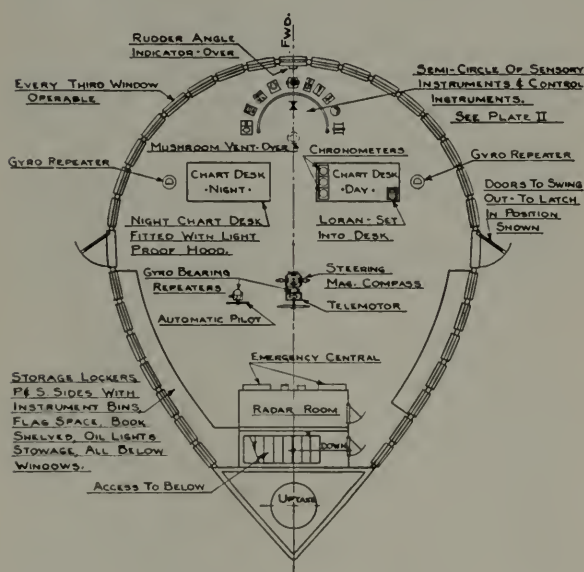 FWD.
RUDDER ANGLE
INDICATOR-OVER
EVERY THIRD WINDOW
OPERABLE
SEMI-CIRCLE OF SENSORY
INSTRUMENTS & CONTROL
INSTRUMENTS.
SEE PLATE II
MUSHROOM VENT-OVER
CHRONOMETERS
GYRO REPEATER
CHART DESK
·NIGHT·
CHART DESK
·DAY·
GYRO REPEATER
DOORS TO SWING
OUT-TO LATCH
IN POSITION
SHOWN
NIGHT CHART DESK
FITTED WITH LIGHT
PROOF HOOD.
LORAN-SET
INTO DESK
GYRO BEARING
REPEATERS
STEERING
MAG. COMPASS
TELEMOTOR
AUTOMATIC PILOT
EMERGENCY CENTRAL
STORAGE LOCKERS
P&S SIDES WITH
INSTRUMENT BINS,
FLAG SPACE, BOOK
SHELVES, OIL LIGHTS
STOWAGE, ALL BELOW
WINDOWS.
RADAR ROOM
DOWN
ACCESS TO BELOW
UPTAKE